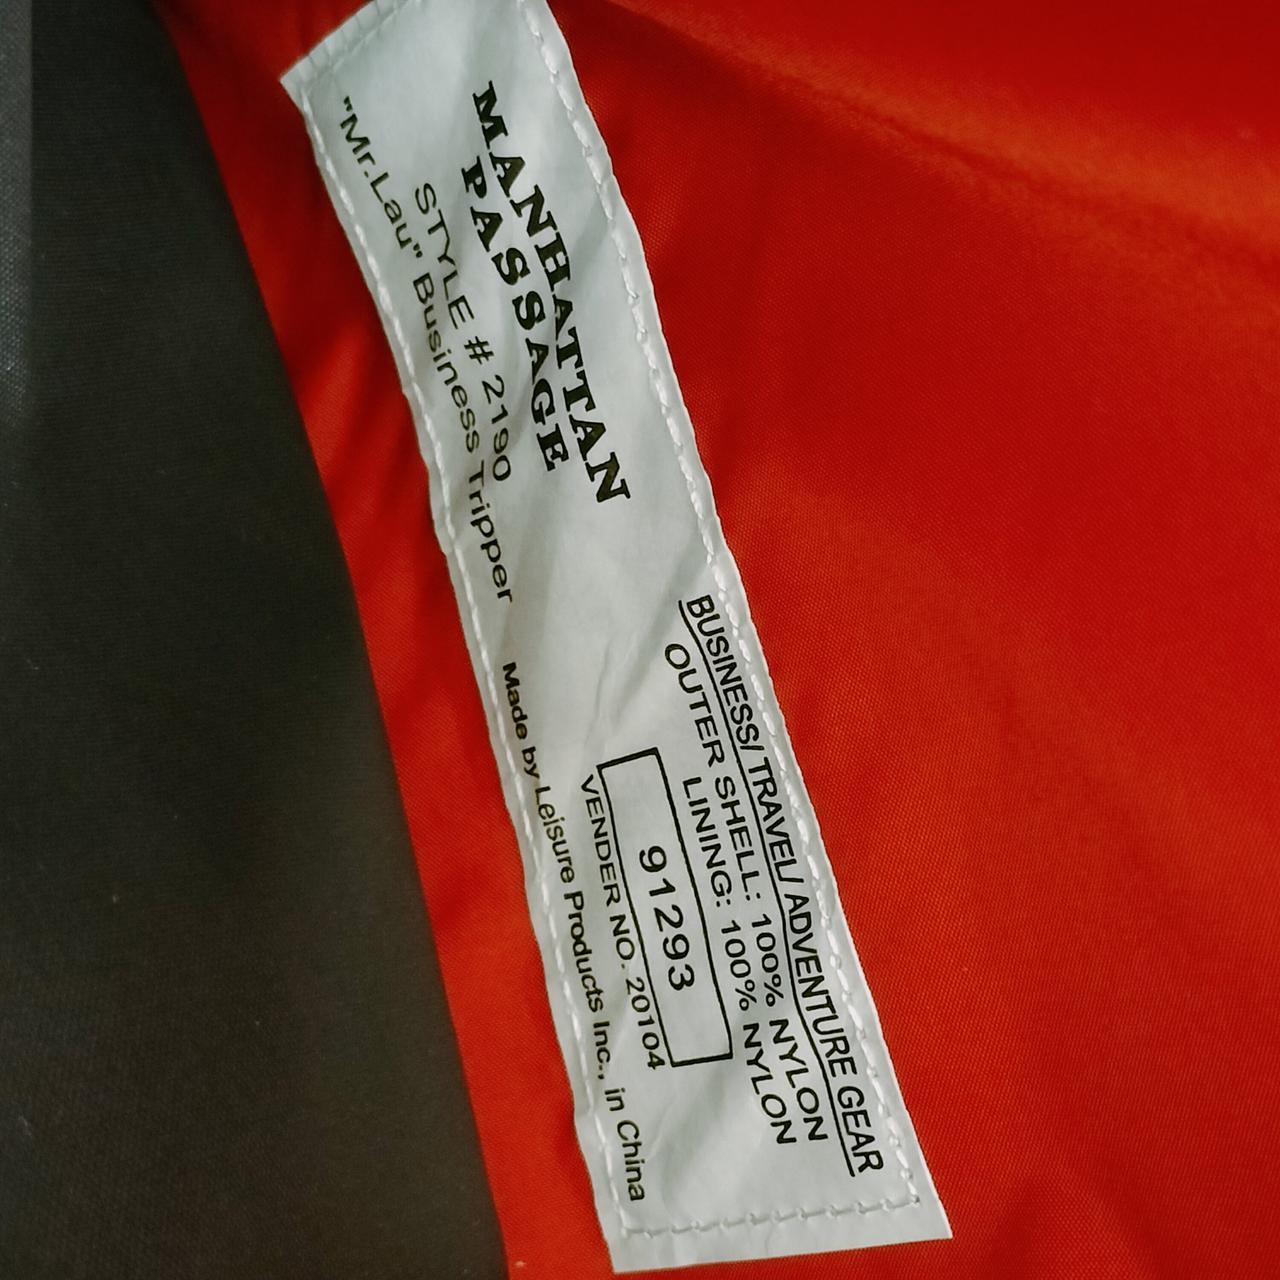 MANHATTAN
PASSAGE
STYLE # 2190
"Mr.Lau" Business Tripper
BUSINESS/ TRAVEL/ ADVENTURE GEAR
OUTER SHELL: 100% NYLON
LINING: 100% NYLON
91293
VENDER NO. 20104
Made by Leisure Products Inc., in China